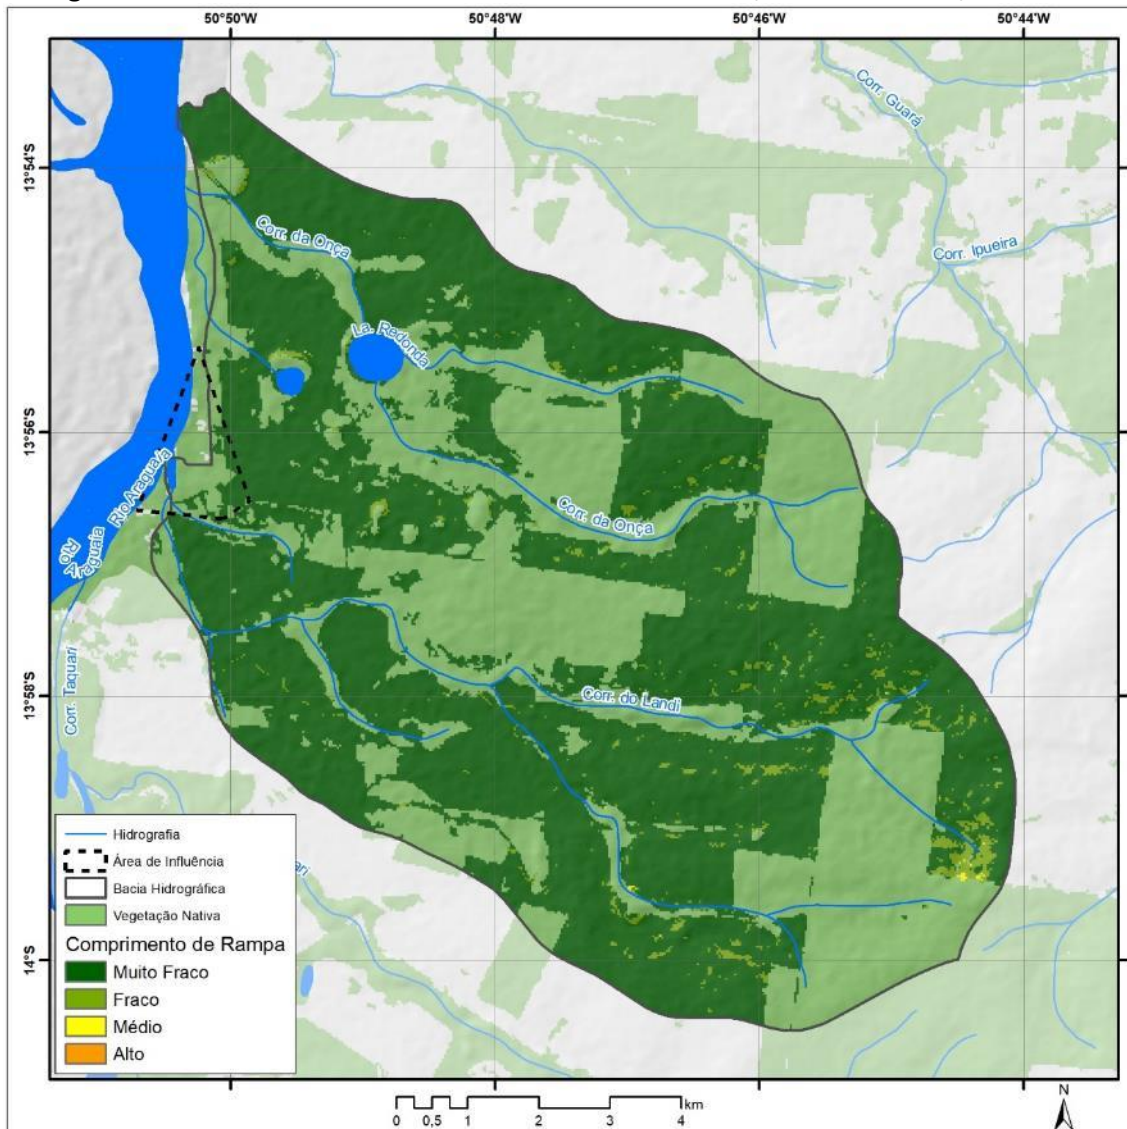 50°50'W 50°48'W 50°46'W 50°44'W
Corr. Guará
13°54'S
Corr. da Onça
Corr. Ipueira
La. Redonda
13°56'S
Rio Araguaia
Corr. da Onça
Rio
Araguaia
Corr. Taquari
Corr. do Landi
13°58'S
Hidrografia
Área de Influência
Bacia Hidrográfica
Vegetação Nativa
Comprimento de Rampa
Muito Fraco
Fraco
Médio
Alto
14°S
N
km
0 0,5 1 2 3 4